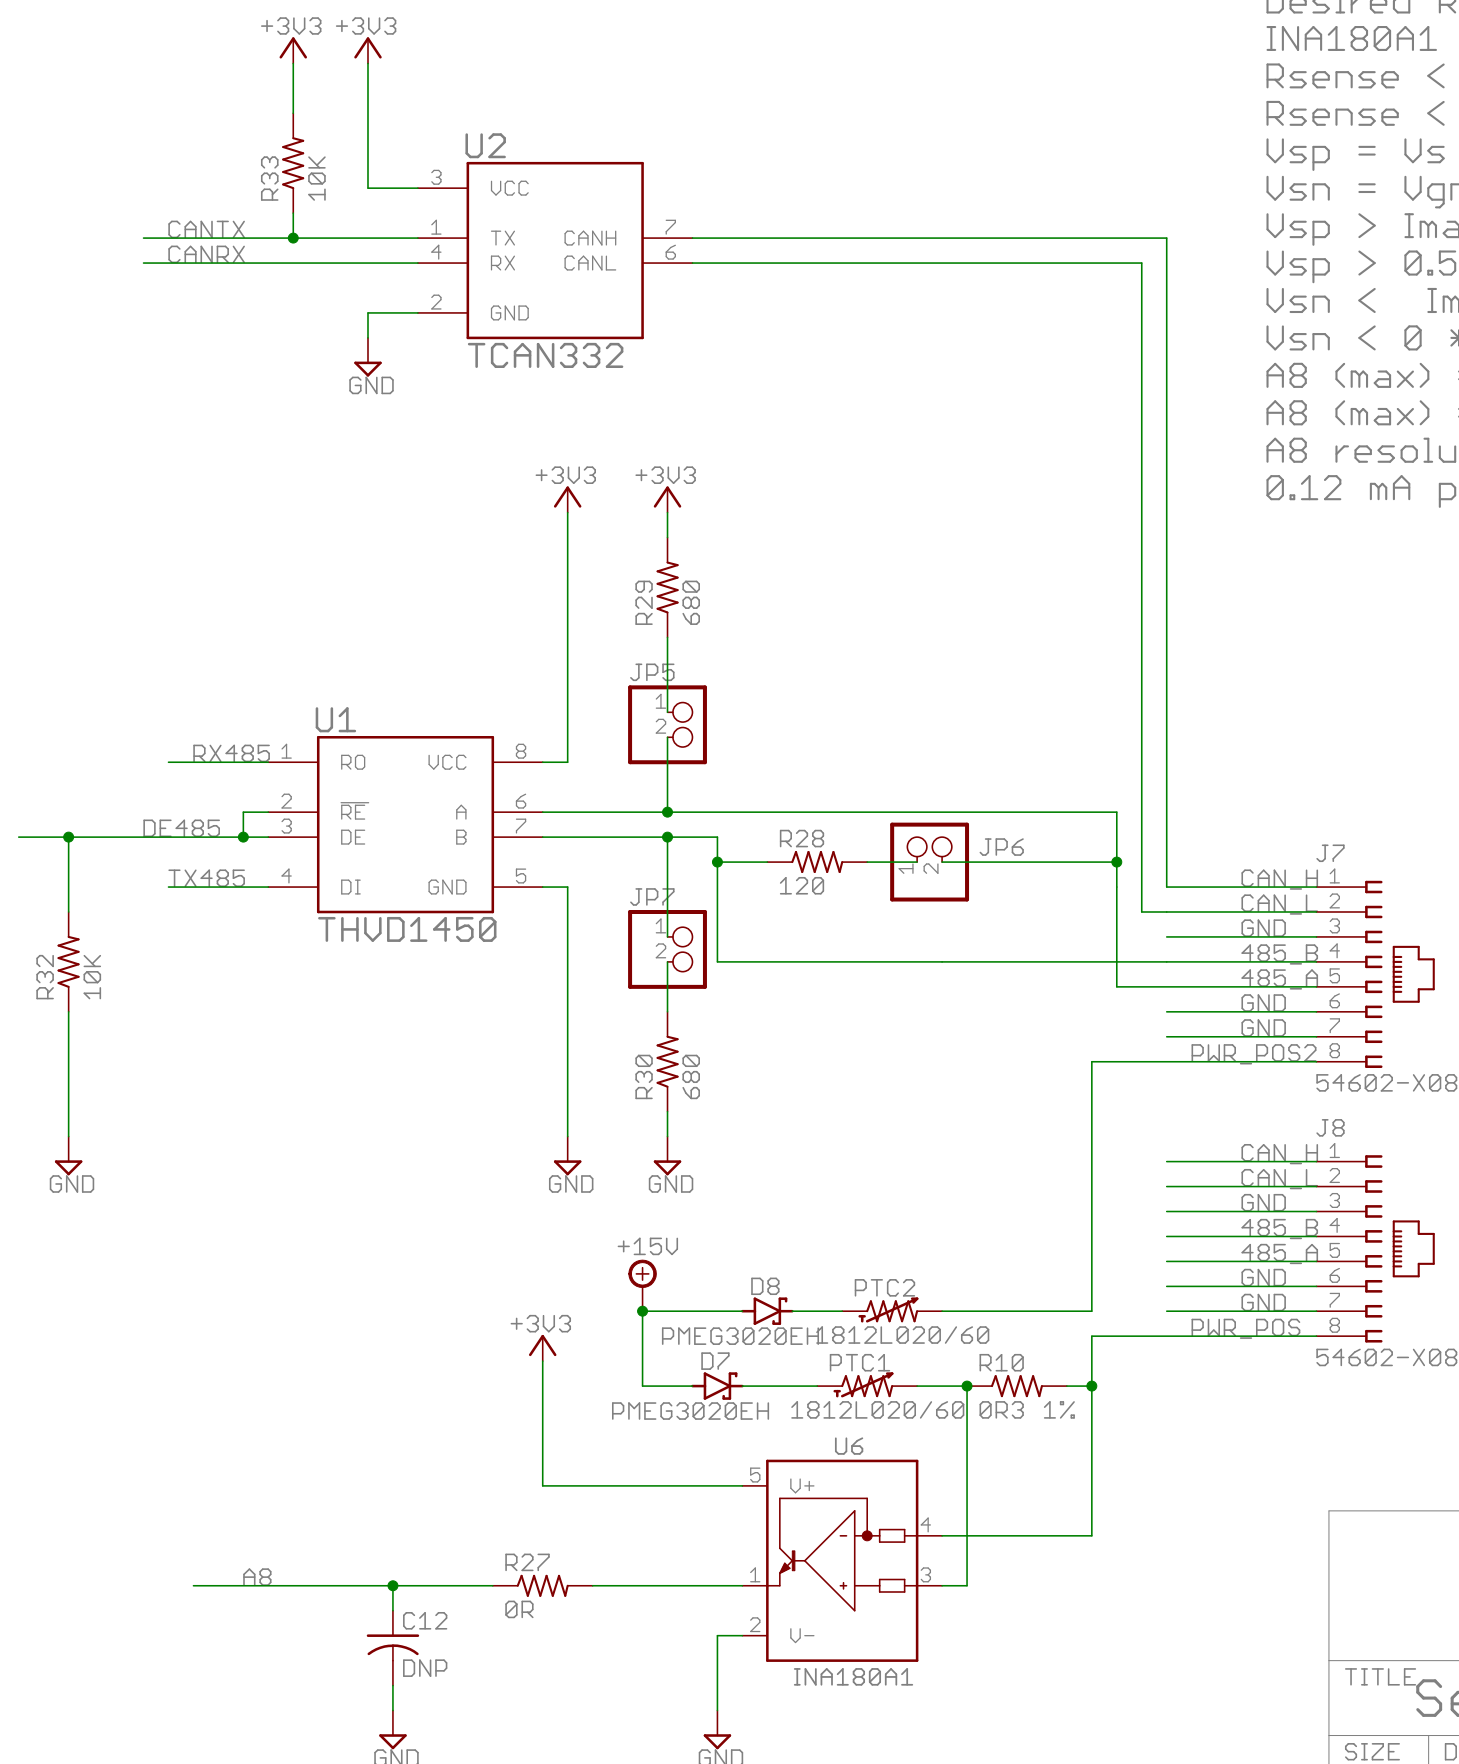 +3V3 +3V3
R33
10K
U2
3 VCC
CANTX 1 TX CANH 7
CANRX 4 RX CANL 6
2 GND
TCAN332
GND
INA180A1
Rsense <
Rsense <
Vsp = Vs
Vsn =
Vsp >
Vsp > 0.5
Vsn <
Vsn < 0 *
A8 (max)
A8 (max)
A8
0.12 mA
+3V3 +3V3
R29
680
JP5
1
2
U1
RX485 1 RO VCC 8
2 RE A 6
DE485 3 DE B 7
TX485 4 DI GND 5
THVD1450
R28
120
1 2
JP6
JP7
1
2
R32
10K
R30
680
GND
GND
GND
J7
CAN_H 1
CAN_L 2
GND 3
485_B 4
485_A 5
GND 6
GND 7
PWR_POS2 8
54602-X08
J8
CAN_H 1
CAN_L 2
GND 3
485_B 4
485_A 5
GND 6
GND 7
PWR_POS 8
54602-X08
+15V
D8 PTC2
PMEG3020EH 1812L020/60
+3V3
D7 PTC1 R10
PMEG3020EH 1812L020/60 0R3 1%
U6
5 V+
- 4
1 + 3
2 V-
INA180A1
A8
R27
0R
C12
DNP
GND
GND
TITLE
SIZE